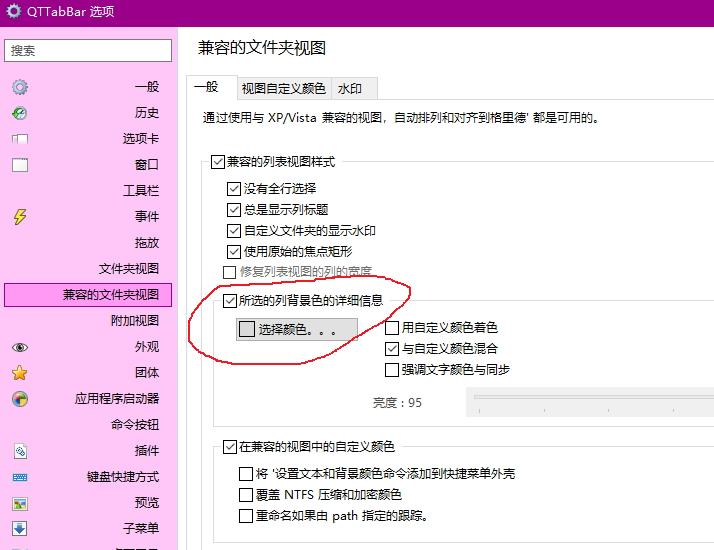 QTTabBar 选项
搜索
一般
历史
选项卡
窗口
工具栏
事件
拖放
文件夹视图
兼容的文件夹视图
附加视图
外观
团体
应用程序启动器
命令按钮
插件
键盘快捷方式
预览
子菜单
兼容的文件夹视图
一般 视图自定义颜色 水印
通过使用与 XP/Vista 兼容的视图，自动排列和对齐到格里德' 都是可用的。
兼容的列表视图样式
没有全行选择
总是显示列标题
自定义文件夹的显示水印
使用原始的焦点矩形
修复列表视图的列的宽度
所选的列背景色的详细信息
选择颜色。。。
用自定义颜色着色
与自定义颜色混合
强调文字颜色与同步
亮度 : 95
在兼容的视图中的自定义颜色
将 '设置文本和背景颜色命令添加到快捷菜单外壳
覆盖 NTFS 压缩和加密颜色
重命名如果由 path 指定的跟踪。